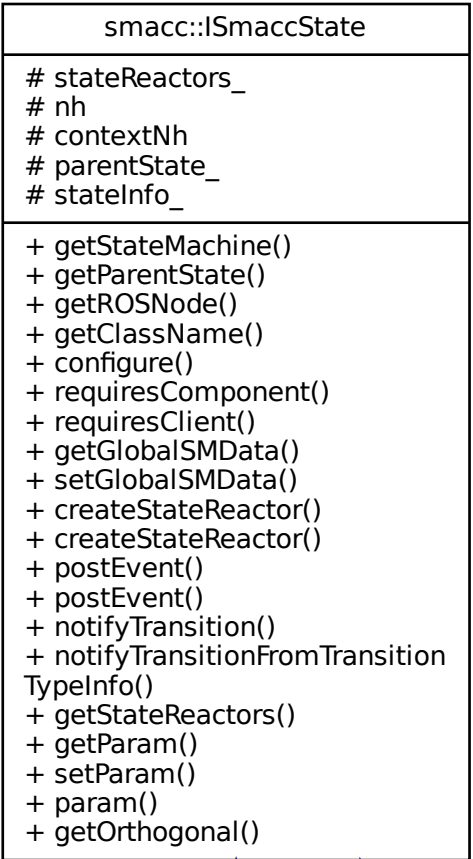 smacc::ISmaccState
# stateReactors_
# nh
# contextNh
# parentState_
# stateInfo_
+ getStateMachine()
+ getParentState()
+ getROSNode()
+ getClassName()
+ configure()
+ requiresComponent()
+ requiresClient()
+ getGlobalSMData()
+ setGlobalSMData()
+ createStateReactor()
+ createStateReactor()
+ postEvent()
+ postEvent()
+ notifyTransition()
+ notifyTransitionFromTransition
TypeInfo()
+ getStateReactors()
+ getParam()
+ setParam()
+ param()
+ getOrthogonal()